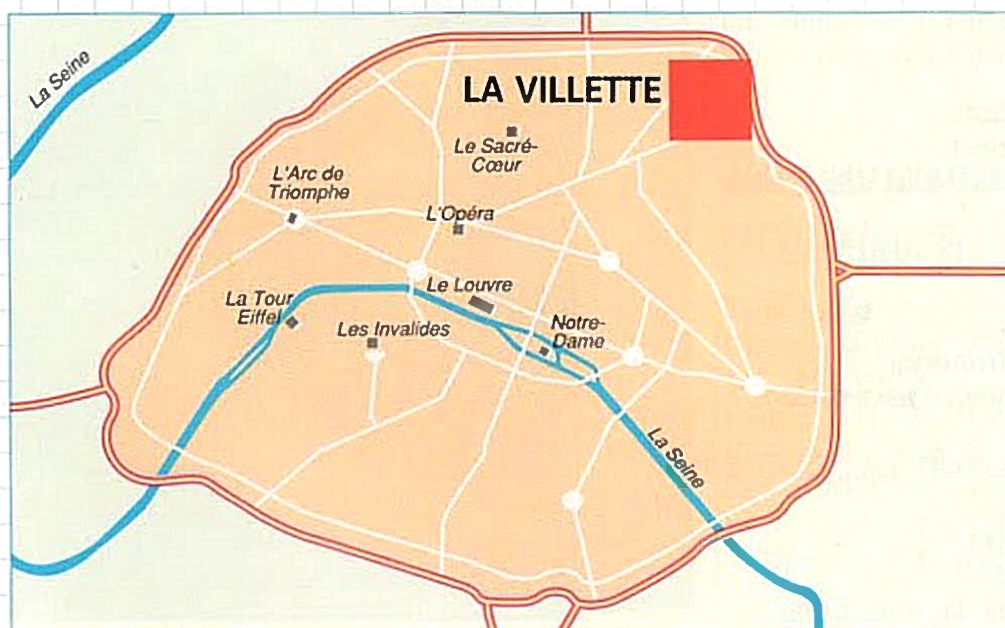 La Seine
LA VILLETTE
Le Sacré-
Cœur
L'Arc de
Triomphe
L'Opéra
Le Louvre
La Tour
Eiffel
Les Invalides
Notre-
Dame
La Seine